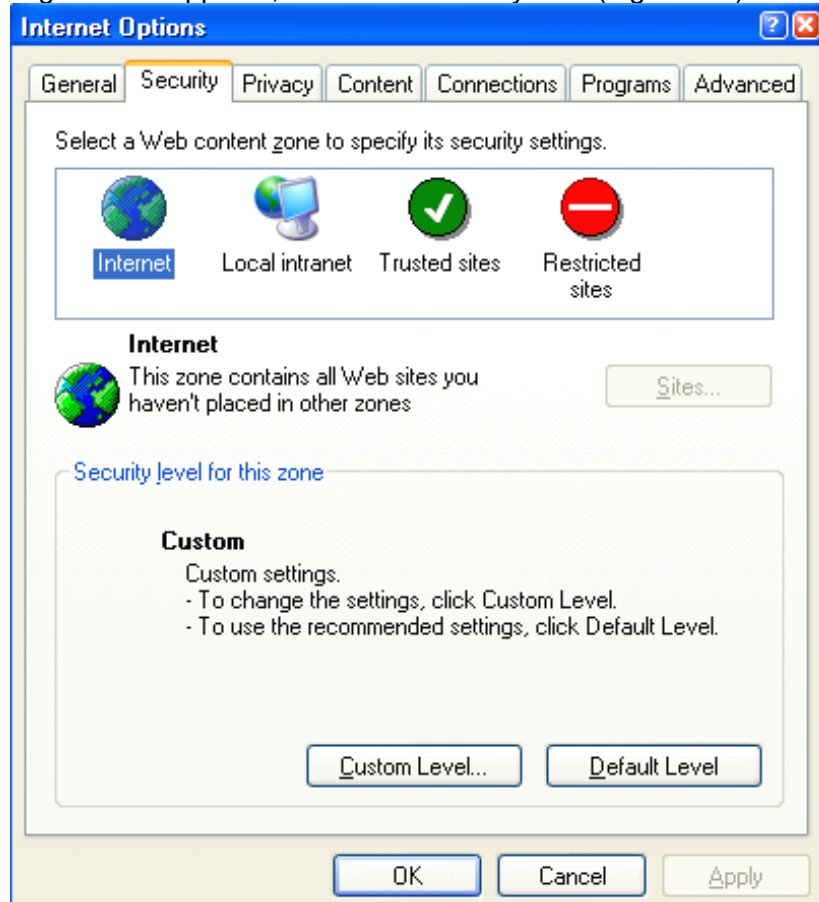 Internet Options
General Security Privacy Content Connections Programs Advanced
Select a Web content zone to specify its security settings.
Internet Local intranet Trusted sites Restricted
sites
Internet
This zone contains all Web sites you
haven't placed in other zones
Sites...
Security level for this zone
Custom
Custom settings.
- To change the settings, click Custom Level.
- To use the recommended settings, click Default Level.
Custom Level... Default Level
OK Cancel Apply